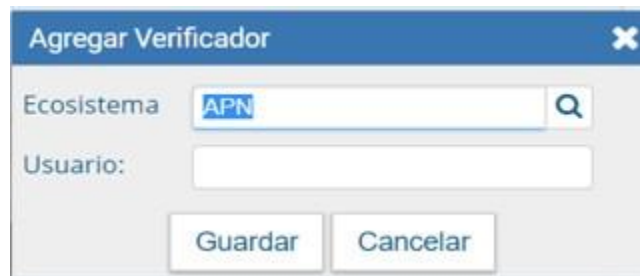 Agregar Verificador
Ecosistema APN
Usuario:
Guardar Cancelar